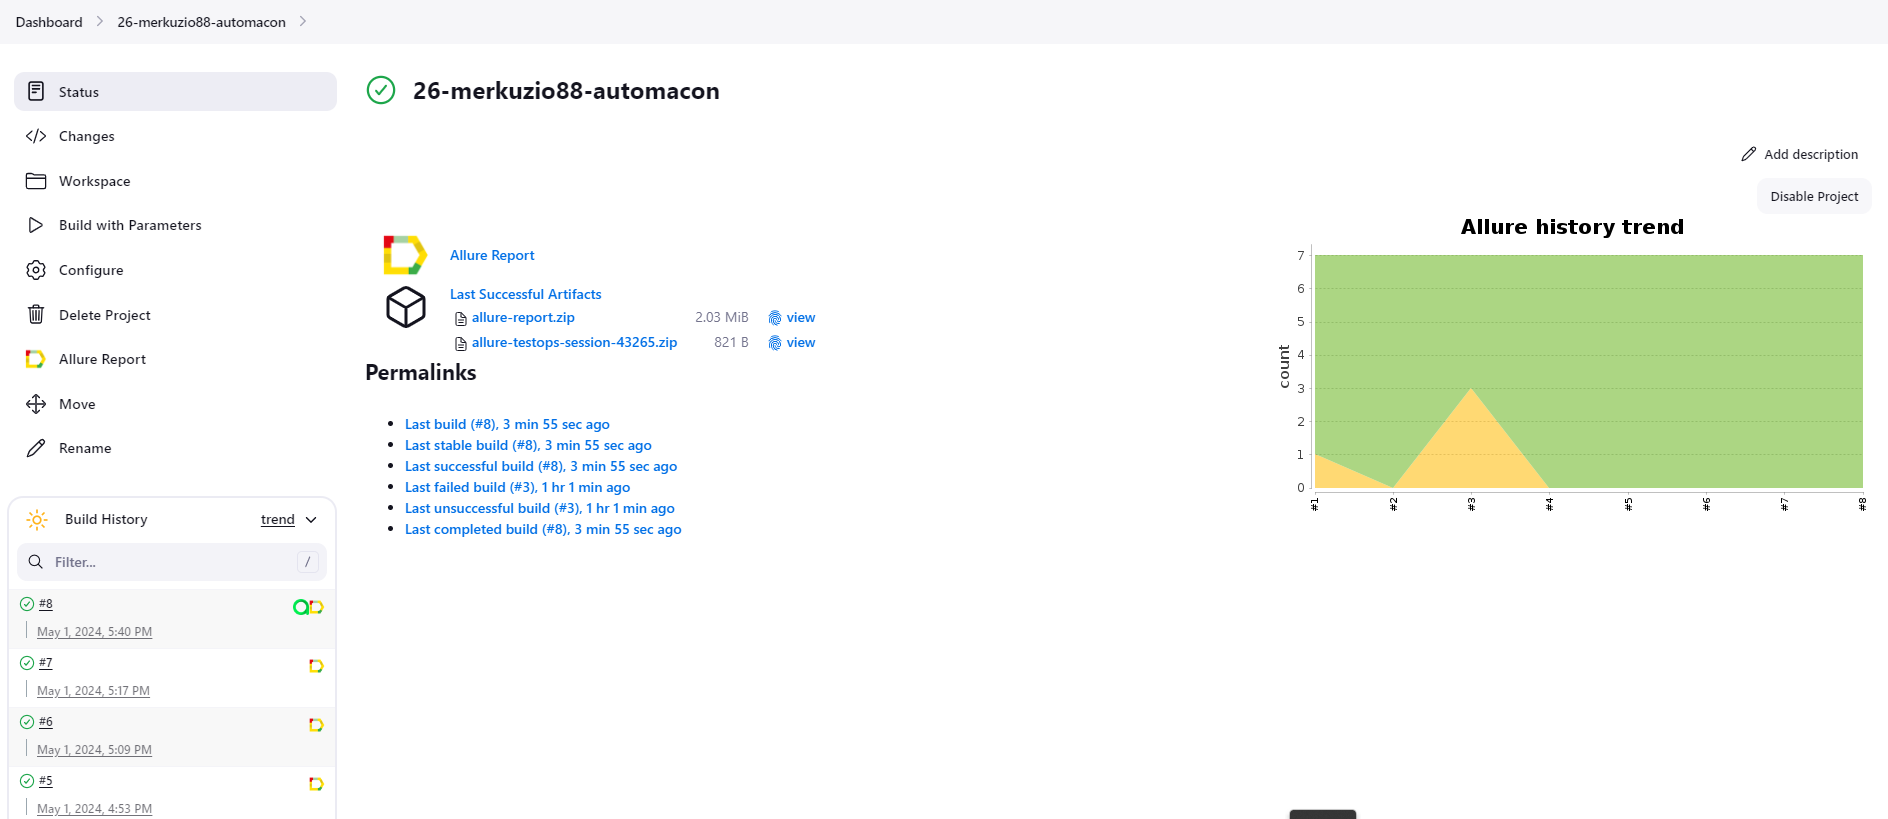 Dashboard > 26-merkuzio88-automacon >
Status
Changes
Workspace
Build with Parameters
Configure
Delete Project
Allure Report
Move
Rename
Build History trend
Filter... /
#8
May 1, 2024, 5:40 PM
#7
May 1, 2024, 5:17 PM
#6
May 1, 2024, 5:09 PM
#5
May 1, 2024, 4:53 PM
26-merkuzio88-automacon
Add description
Disable Project
Allure Report
Last Successful Artifacts
allure-report.zip 2.03 MiB view
allure-testops-session-43265.zip 821 B view
Permalinks
Last build (#8), 3 min 55 sec ago
Last stable build (#8), 3 min 55 sec ago
Last successful build (#8), 3 min 55 sec ago
Last failed build (#3), 1 hr 1 min ago
Last unsuccessful build (#3), 1 hr 1 min ago
Last completed build (#8), 3 min 55 sec ago
Allure history trend
count
7
6
5
4
3
2
1
0
#1 #2 #3 #4 #5 #6 #7 #8